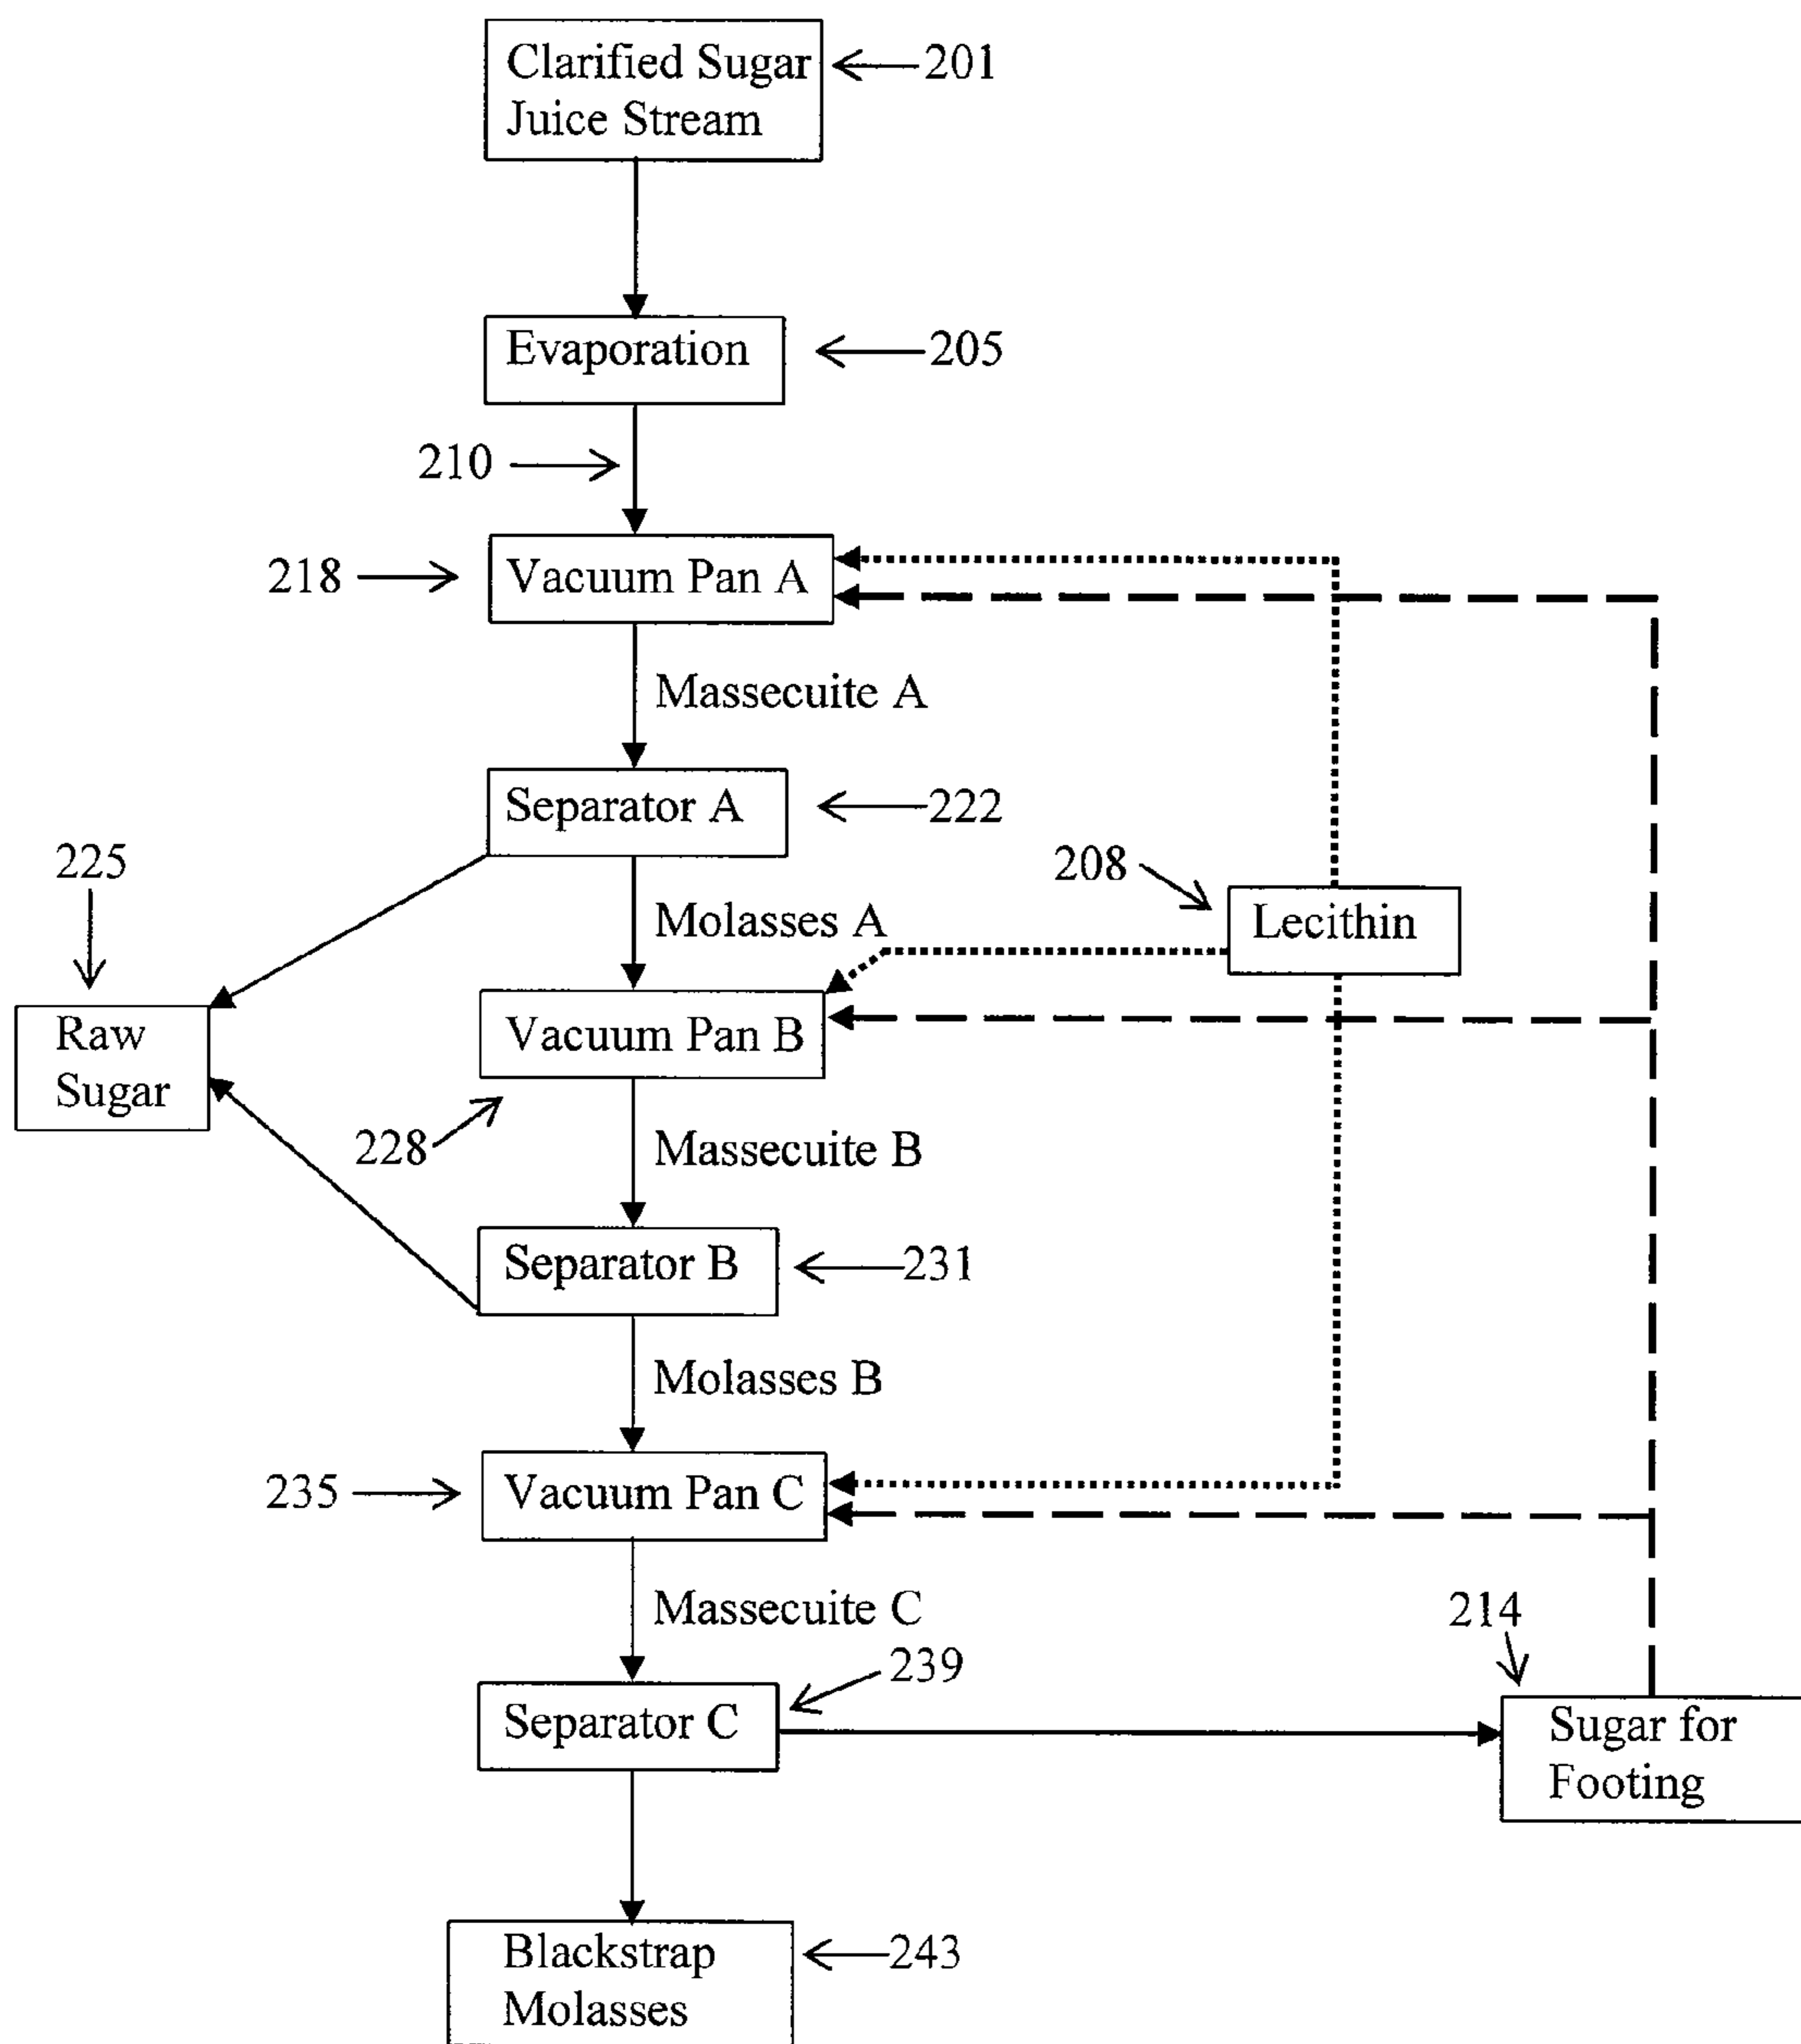 Clarified Sugar
Juice Stream
201
Evaporation
205
210
218
Vacuum Pan A
Massecuite A
Separator A
222
225
208
Lecithin
Molasses A
Raw
Sugar
Vacuum Pan B
228
Massecuite B
Separator B
231
Molasses B
235
Vacuum Pan C
Massecuite C
214
239
Separator C
Sugar for
Footing
Blackstrap
Molasses
243